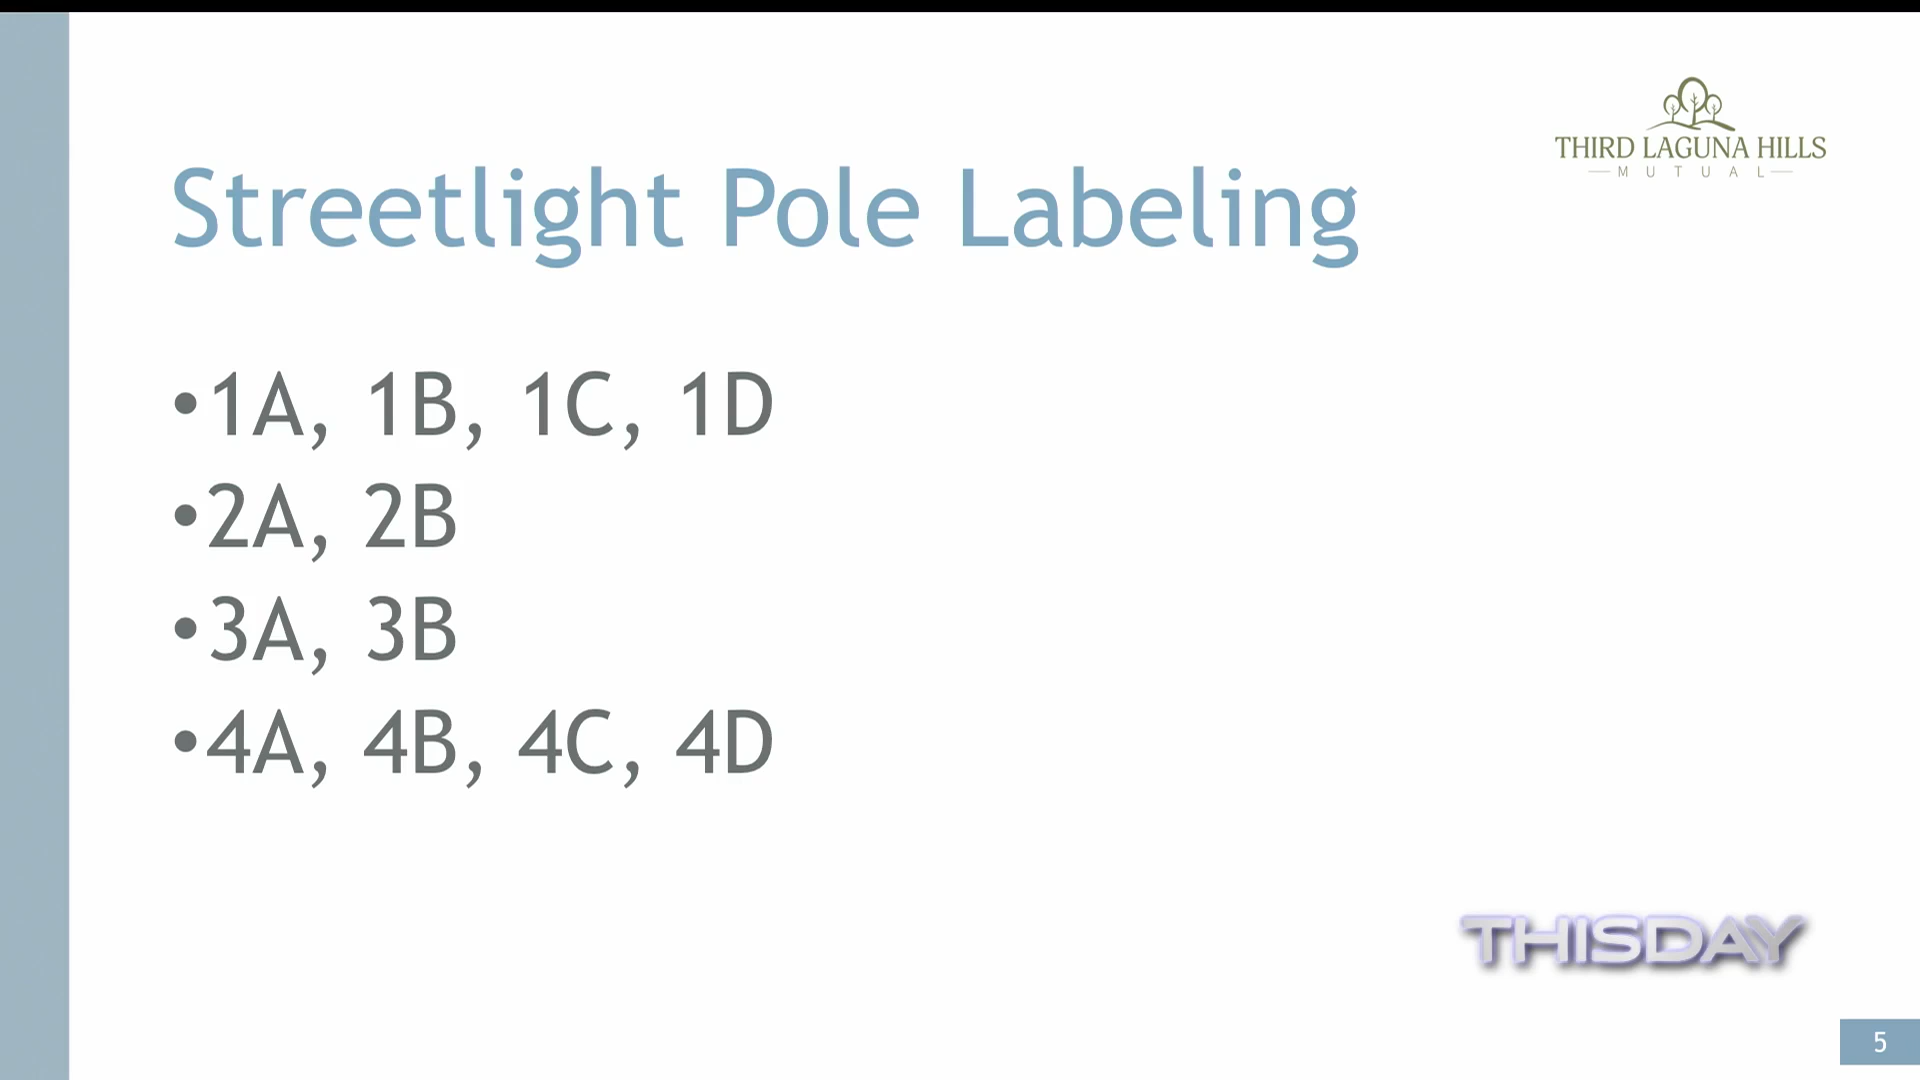 THIRD LAGUNA HILLS
MUTUAL
Streetlight Pole Labeling
•1A, 1B, 1C, 1D
•2A, 2B
•3A, 3B
•4A, 4B, 4C, 4D
THISDAY
5